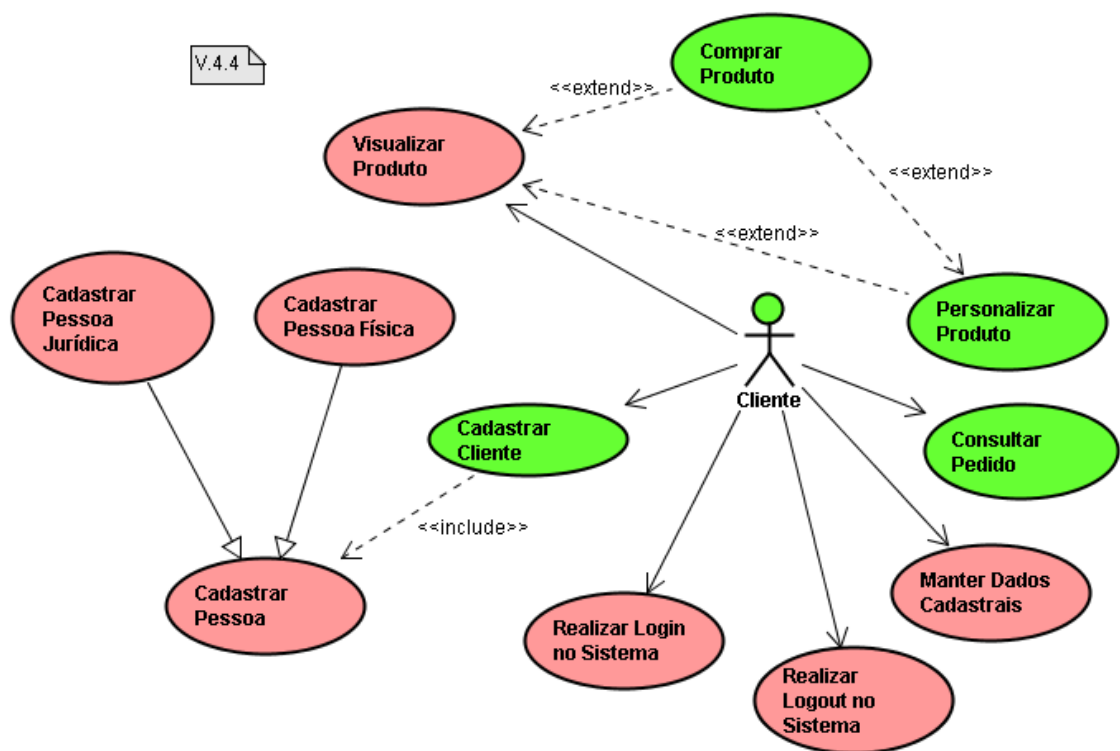 V.4.4
Comprar
Produto
<<extend>>
Visualizar
Produto
<<extend>>
<<extend>>
Cadastrar
Pessoa
Jurídica
Cadastrar
Pessoa Física
Personalizar
Produto
Cliente
Cadastrar
Cliente
Consultar
Pedido
<<include>>
Cadastrar
Pessoa
Manter Dados
Cadastrais
Realizar Login
no Sistema
Realizar
Logout no
Sistema